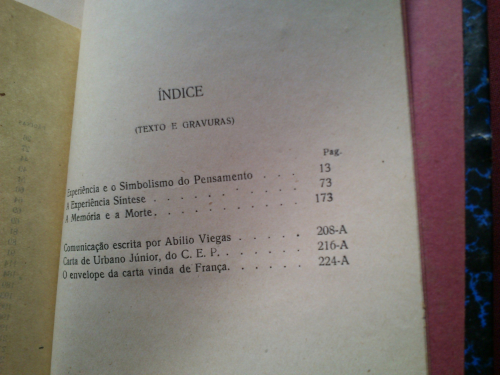 ÍNDICE
(TEXTO E GRAVURAS)
Pag.
Experiência e o Simbolismo do Pensamento . . . 13
A Experiência Síntese . . . . . . . . 73
A Memória e a Morte. . . . . . . . 173
Comunicação escrita por Abílio Viegas . . . . . 208-A
Carta de Urbano Júnior, do C. E. P. . . . . . 216-A
O envelope da carta vinda de França. . . . . . 224-A